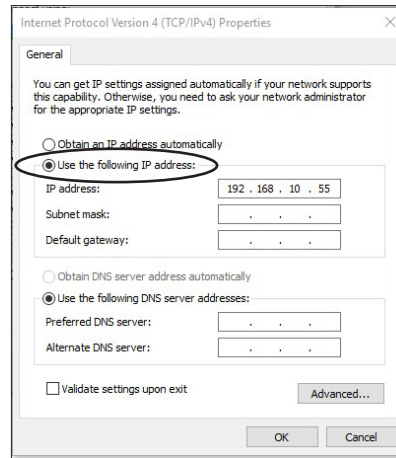 Internet Protocol Version 4 (TCP/IPv4) Properties
General
You can get IP settings assigned automatically if your network supports
this capability. Otherwise, you need to ask your network administrator
for the appropriate IP settings.
Obtain an IP address automatically
Use the following IP address:
IP address: 192 . 168 . 10 . 55
Subnet mask: . . .
Default gateway: . . .
Obtain DNS server address automatically
Use the following DNS server addresses:
Preferred DNS server: . . .
Alternate DNS server: . . .
Validate settings upon exit
Advanced...
OK Cancel